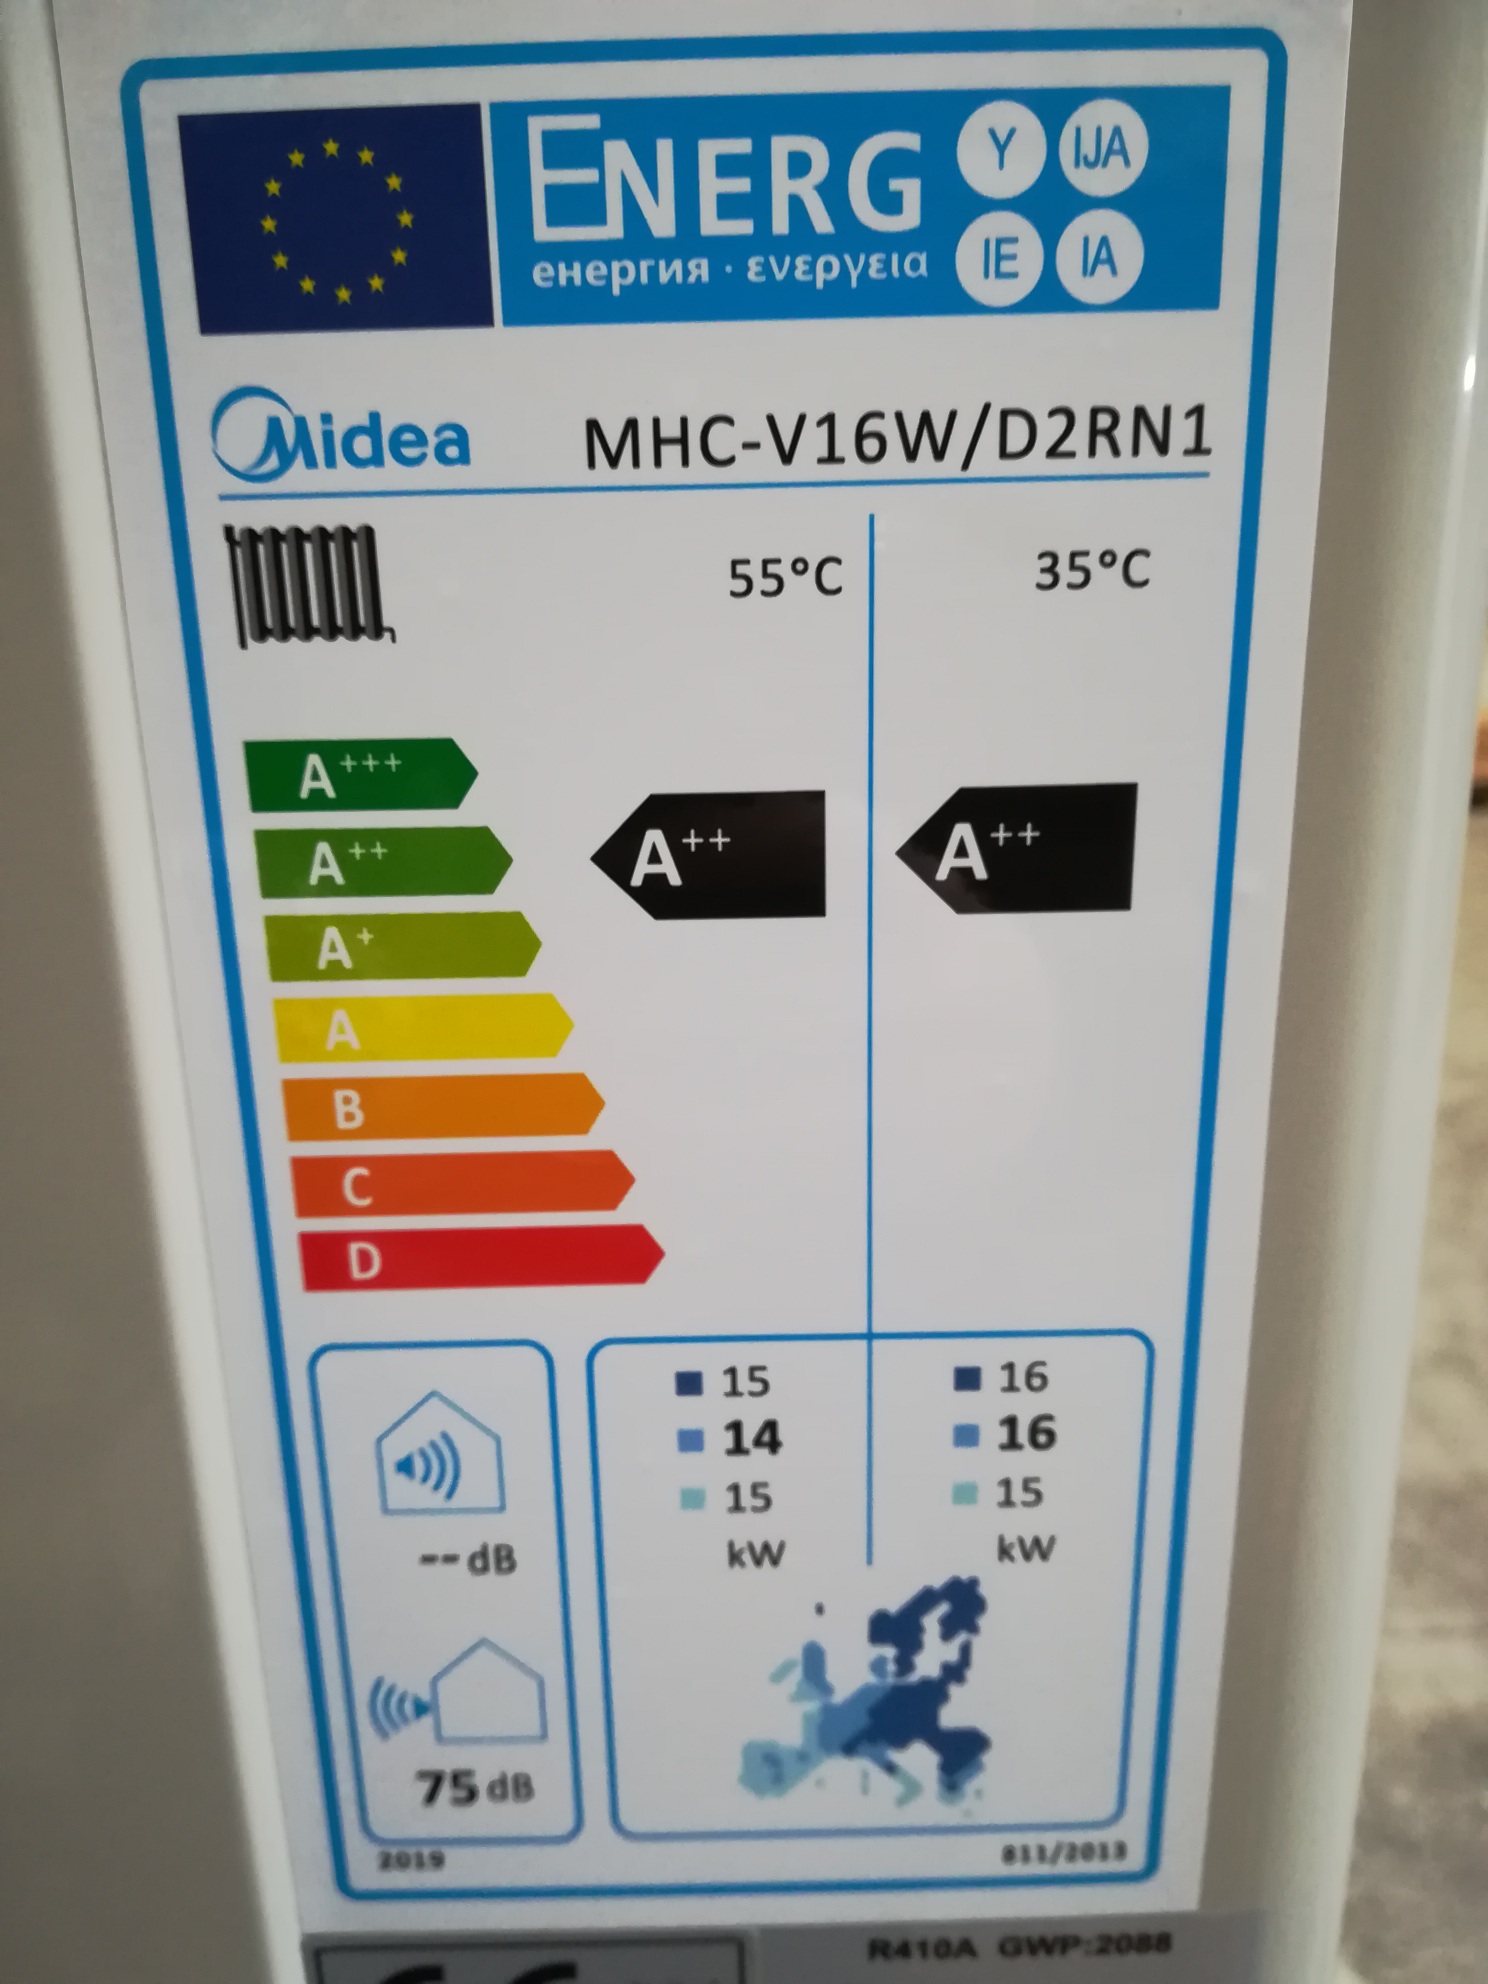 ENERG Y IJA
енергия · ενεργεια IE IA
Midea MHC-V16W/D2RN1
55°C 35°C
A+++
A++ A++ A++
A+
A
B
C
D
15 16
14 16
15 15
kW kW
--dB
75 dB
2019 811/2013
R410A GWP:2088